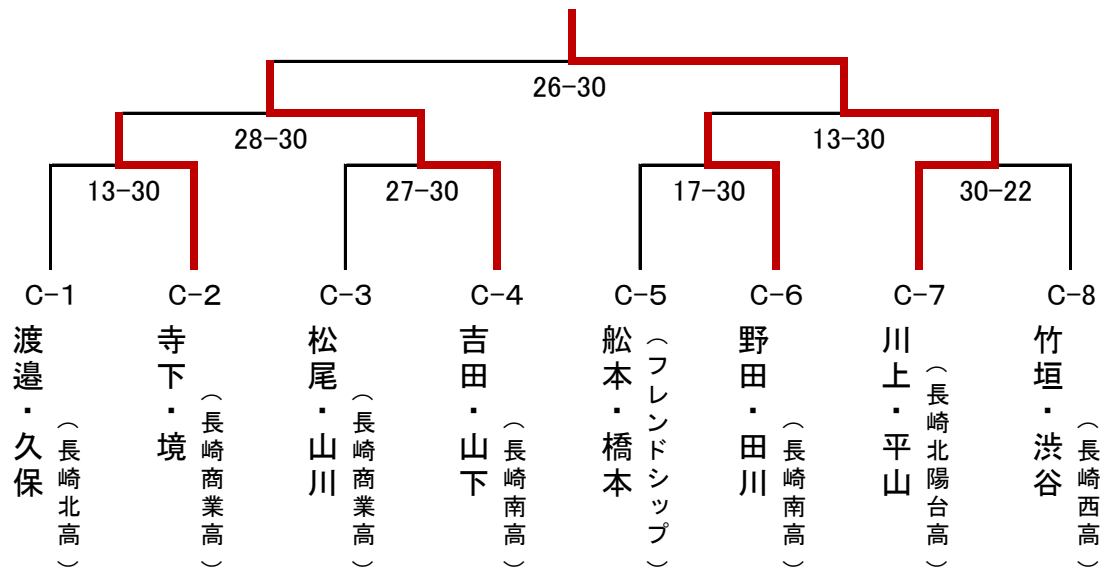 26-30
28-30
13-30
13-30
27-30
17-30
30-22
C-1
C-2
C-3
C-4
C-5
C-6
C-7
C-8
渡邉・久保
（長崎北高）
寺下・境
（長崎商業高）
松尾・山川
（長崎商業高）
吉田・山下
（長崎南高）
舩本・橋本
（フレンドシップ）
野田・田川
（長崎南高）
川上・平山
（長崎北陽台高）
竹垣・渋谷
（長崎西高）